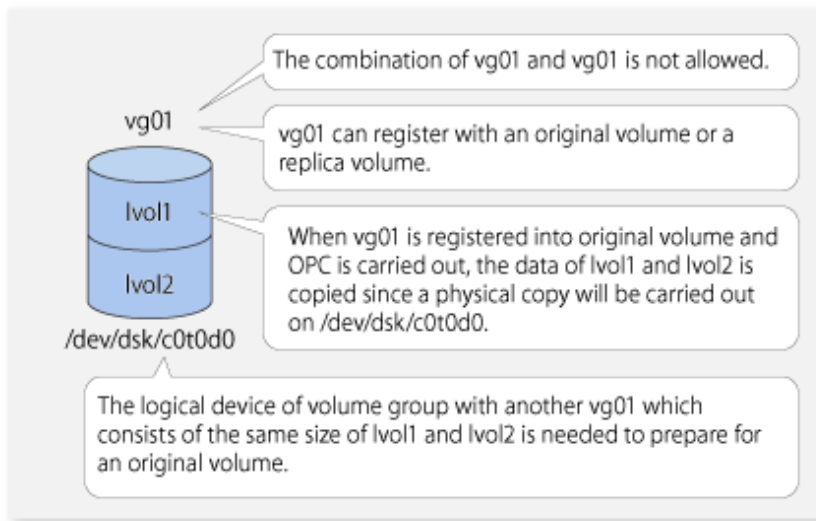 The combination of vg01 and vg01 is not allowed.
vg01
vg01 can register with an original volume or a
replica volume.
lvol1
When vg01 is registered into original volume and
OPC is carried out, the data of lvol1 and lvol2 is
copied since a physical copy will be carried out
on /dev/dsk/c0t0d0.
lvol2
/dev/dsk/c0t0d0
The logical device of volume group with another vg01 which
consists of the same size of lvol1 and lvol2 is needed to prepare for
an original volume.